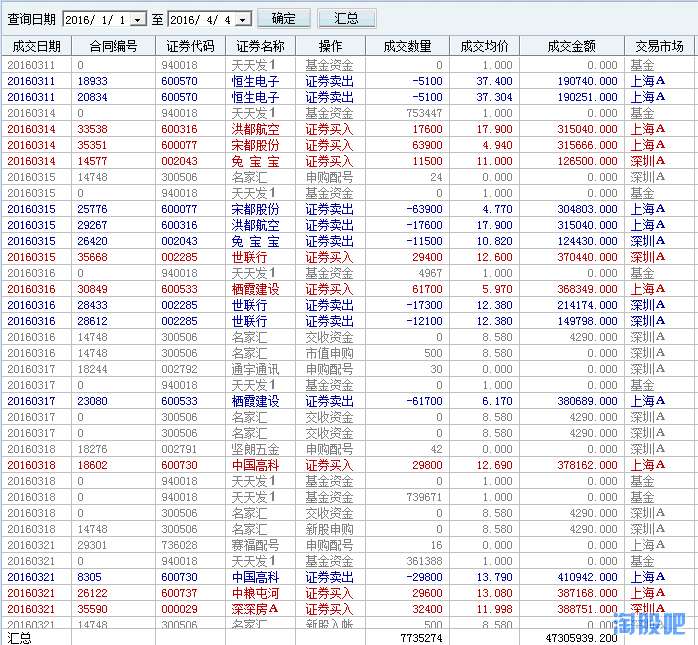 查询日期 2016/ 1/ 1 至 2016/ 4/ 4 确定 汇总
成交日期 合同编号 证券代码 证券名称 操作 成交数量 成交均价 成交金额 交易市场
20160311 0 940018 天天发1 基金资金 0 1.000 0.000 基金
20160311 18933 600570 恒生电子 证券卖出 -5100 37.400 190740.000 上海A
20160311 20834 600570 恒生电子 证券卖出 -5100 37.304 190251.000 上海A
20160314 0 940018 天天发1 基金资金 753447 1.000 0.000 基金
20160314 33538 600316 洪都航空 证券买入 17600 17.900 315040.000 上海A
20160314 35351 600077 宋都股份 证券买入 63900 4.940 315666.000 上海A
20160314 14577 002043 兔 宝 宝 证券买入 11500 11.000 126500.000 深圳A
20160315 14748 300506 名家汇 申购配号 24 0.000 0.000 深圳A
20160315 0 940018 天天发1 基金资金 0 1.000 0.000 基金
20160315 25776 600077 宋都股份 证券卖出 -63900 4.770 304803.000 上海A
20160315 29267 600316 洪都航空 证券卖出 -17600 17.900 315040.000 上海A
20160315 26420 002043 兔 宝 宝 证券卖出 -11500 10.820 124430.000 深圳A
20160315 35668 002285 世联行 证券买入 29400 12.600 370440.000 深圳A
20160316 0 940018 天天发1 基金资金 4967 1.000 0.000 基金
20160316 30849 600533 栖霞建设 证券买入 61700 5.970 368349.000 上海A
20160316 28433 002285 世联行 证券卖出 -17300 12.380 214174.000 深圳A
20160316 28612 002285 世联行 证券卖出 -12100 12.380 149798.000 深圳A
20160316 14748 300506 名家汇 交收资金 0 8.580 4290.000 深圳A
20160316 14748 300506 名家汇 市值申购 500 8.580 0.000 深圳A
20160317 18244 002792 通宇通讯 申购配号 30 0.000 0.000 深圳A
20160317 0 940018 天天发1 基金资金 0 1.000 0.000 基金
20160317 23080 600533 栖霞建设 证券卖出 -61700 6.170 380689.000 上海A
20160317 0 300506 名家汇 交收资金 0 8.580 4290.000 深圳A
20160317 0 300506 名家汇 交收资金 0 8.580 4290.000 深圳A
20160318 18276 002791 坚朗五金 申购配号 42 0.000 0.000 深圳A
20160318 18602 600730 中国高科 证券买入 29800 12.690 378162.000 上海A
20160318 0 940018 天天发1 基金资金 0 1.000 0.000 基金
20160318 0 940018 天天发1 基金资金 739671 1.000 0.000 基金
20160318 0 300506 名家汇 交收资金 0 8.580 4290.000 深圳A
20160318 14748 300506 名家汇 新股申购 0 8.580 4290.000 深圳A
20160321 29301 736028 赛福配号 申购配号 16 0.000 0.000 上海A
20160321 0 940018 天天发1 基金资金 361388 1.000 0.000 基金
20160321 8305 600730 中国高科 证券卖出 -29800 13.790 410942.000 上海A
20160321 26122 600737 中粮屯河 证券买入 29600 13.080 387168.000 上海A
20160321 35590 000029 深深房A 证券买入 32400 11.998 388751.000 深圳A
20160321 14748 300506 名家汇 新股入帐 500 8.580 0.000 深圳A
汇总 7735274 47305939.200
淘股吧